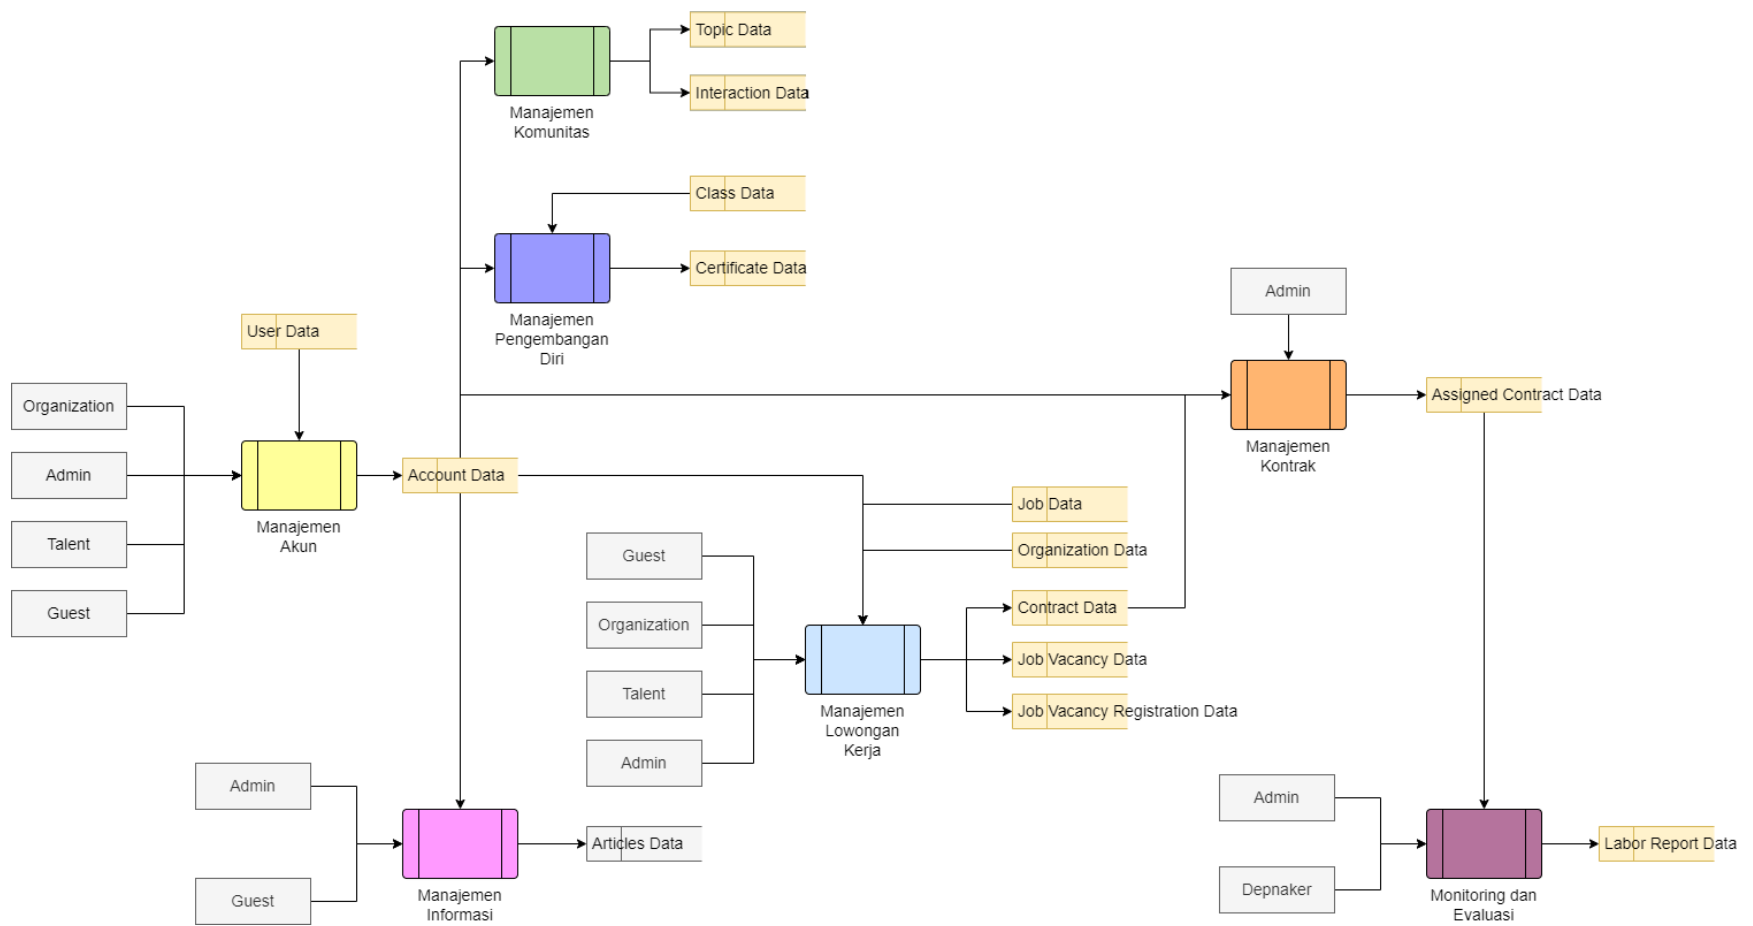 Topic Data
Interaction Data
Manajemen
Komunitas
Class Data
Certificate Data
Manajemen
Pengembangan
Diri
User Data
Organization
Admin
Talent
Guest
Manajemen
Akun
Account Data
Admin
Manajemen
Kontrak
Assigned Contract Data
Job Data
Organization Data
Contract Data
Job Vacancy Data
Job Vacancy Registration Data
Guest
Organization
Talent
Admin
Manajemen
Lowongan
Kerja
Admin
Guest
Manajemen
Informasi
Articles Data
Admin
Depnaker
Monitoring dan
Evaluasi
Labor Report Data